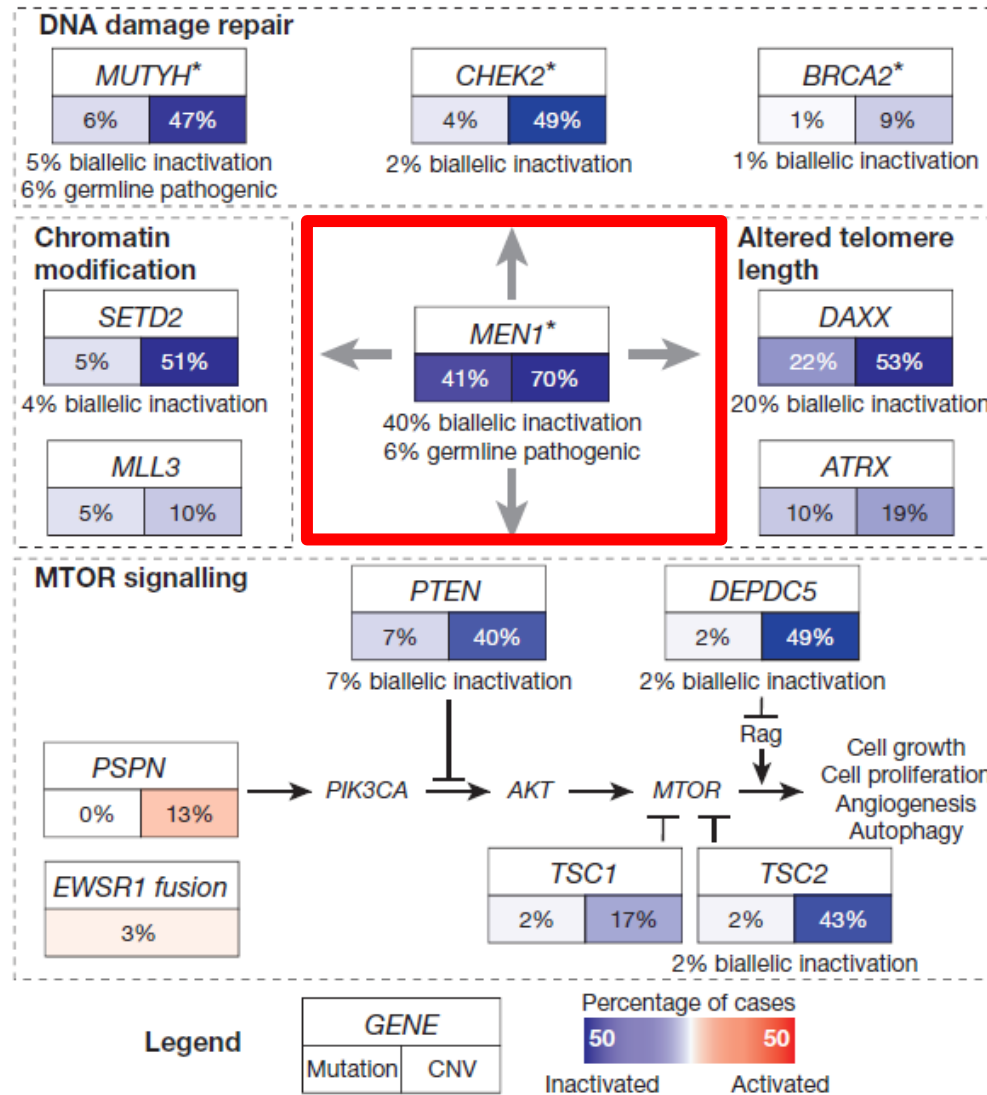 DNA damage repair
MUTYH*
6% 47%
5% biallelic inactivation
6% germline pathogenic
CHEK2*
4% 49%
2% biallelic inactivation
BRCA2*
1% 9%
1% biallelic inactivation
Chromatin
modification
SETD2
5% 51%
4% biallelic inactivation
MLL3
5% 10%
MEN1*
41% 70%
40% biallelic inactivation
6% germline pathogenic
Altered telomere
length
DAXX
22% 53%
20% biallelic inactivation
ATRX
10% 19%
MTOR signalling
PTEN
7% 40%
7% biallelic inactivation
DEPDC5
2% 49%
2% biallelic inactivation
Rag
PSPN
0% 13%
PIK3CA
AKT
MTOR
Cell growth
Cell proliferation
Angiogenesis
Autophagy
EWSR1 fusion
3%
TSC1
2% 17%
TSC2
2% 43%
2% biallelic inactivation
Legend
GENE
Mutation CNV
Percentage of cases
50 50
Inactivated Activated